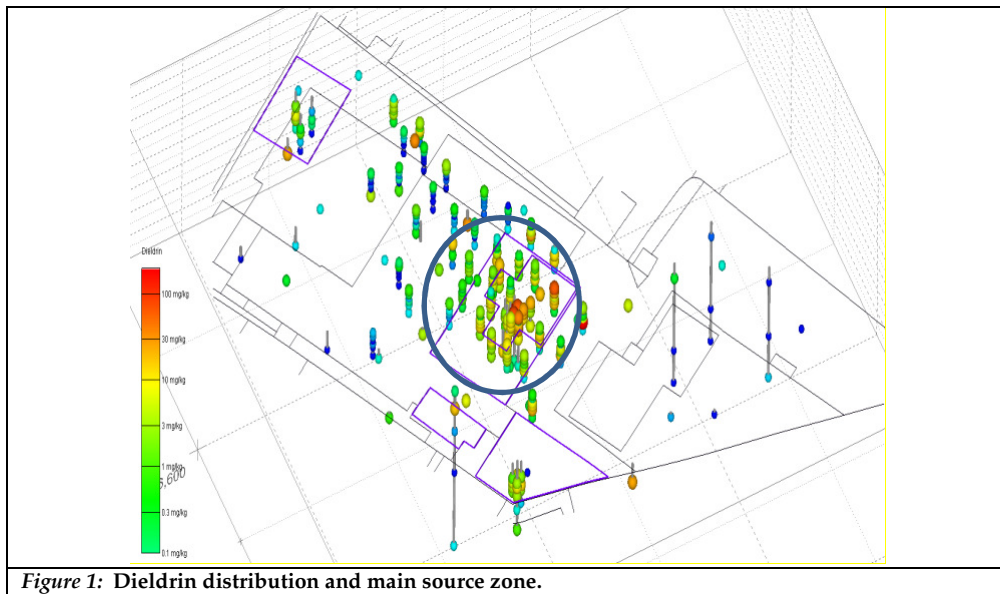 Dieldrin
100 mg/kg
30 mg/kg
10 mg/kg
3 mg/kg
1 mg/kg
0.3 mg/kg
0.1 mg/kg
Figure 1: Dieldrin distribution and main source zone.